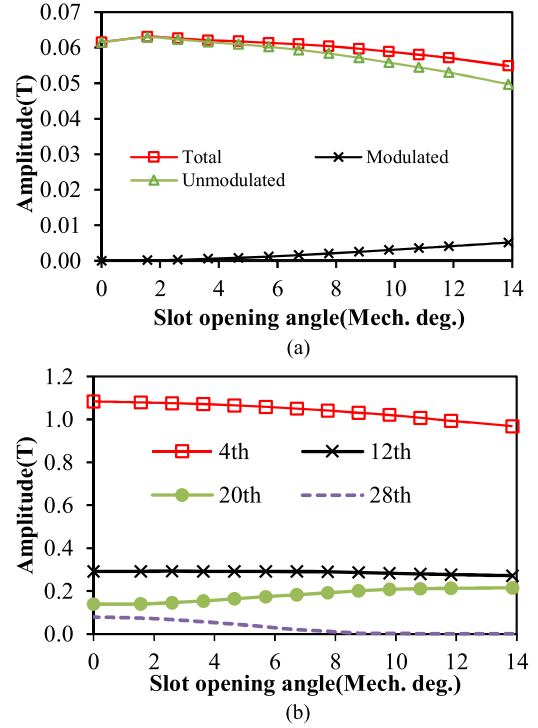 0.07
0.06
0.05
0.04
0.03
0.02
0.01
0.00
Amplitude(T)
Total
Modulated
Unmodulated
0 2 4 6 8 10 12 14
Slot opening angle(Mech. deg.)
(a)
1.2
1.0
0.8
0.6
0.4
0.2
0.0
Amplitude(T)
4th
12th
20th
28th
0 2 4 6 8 10 12 14
Slot opening angle(Mech. deg.)
(b)